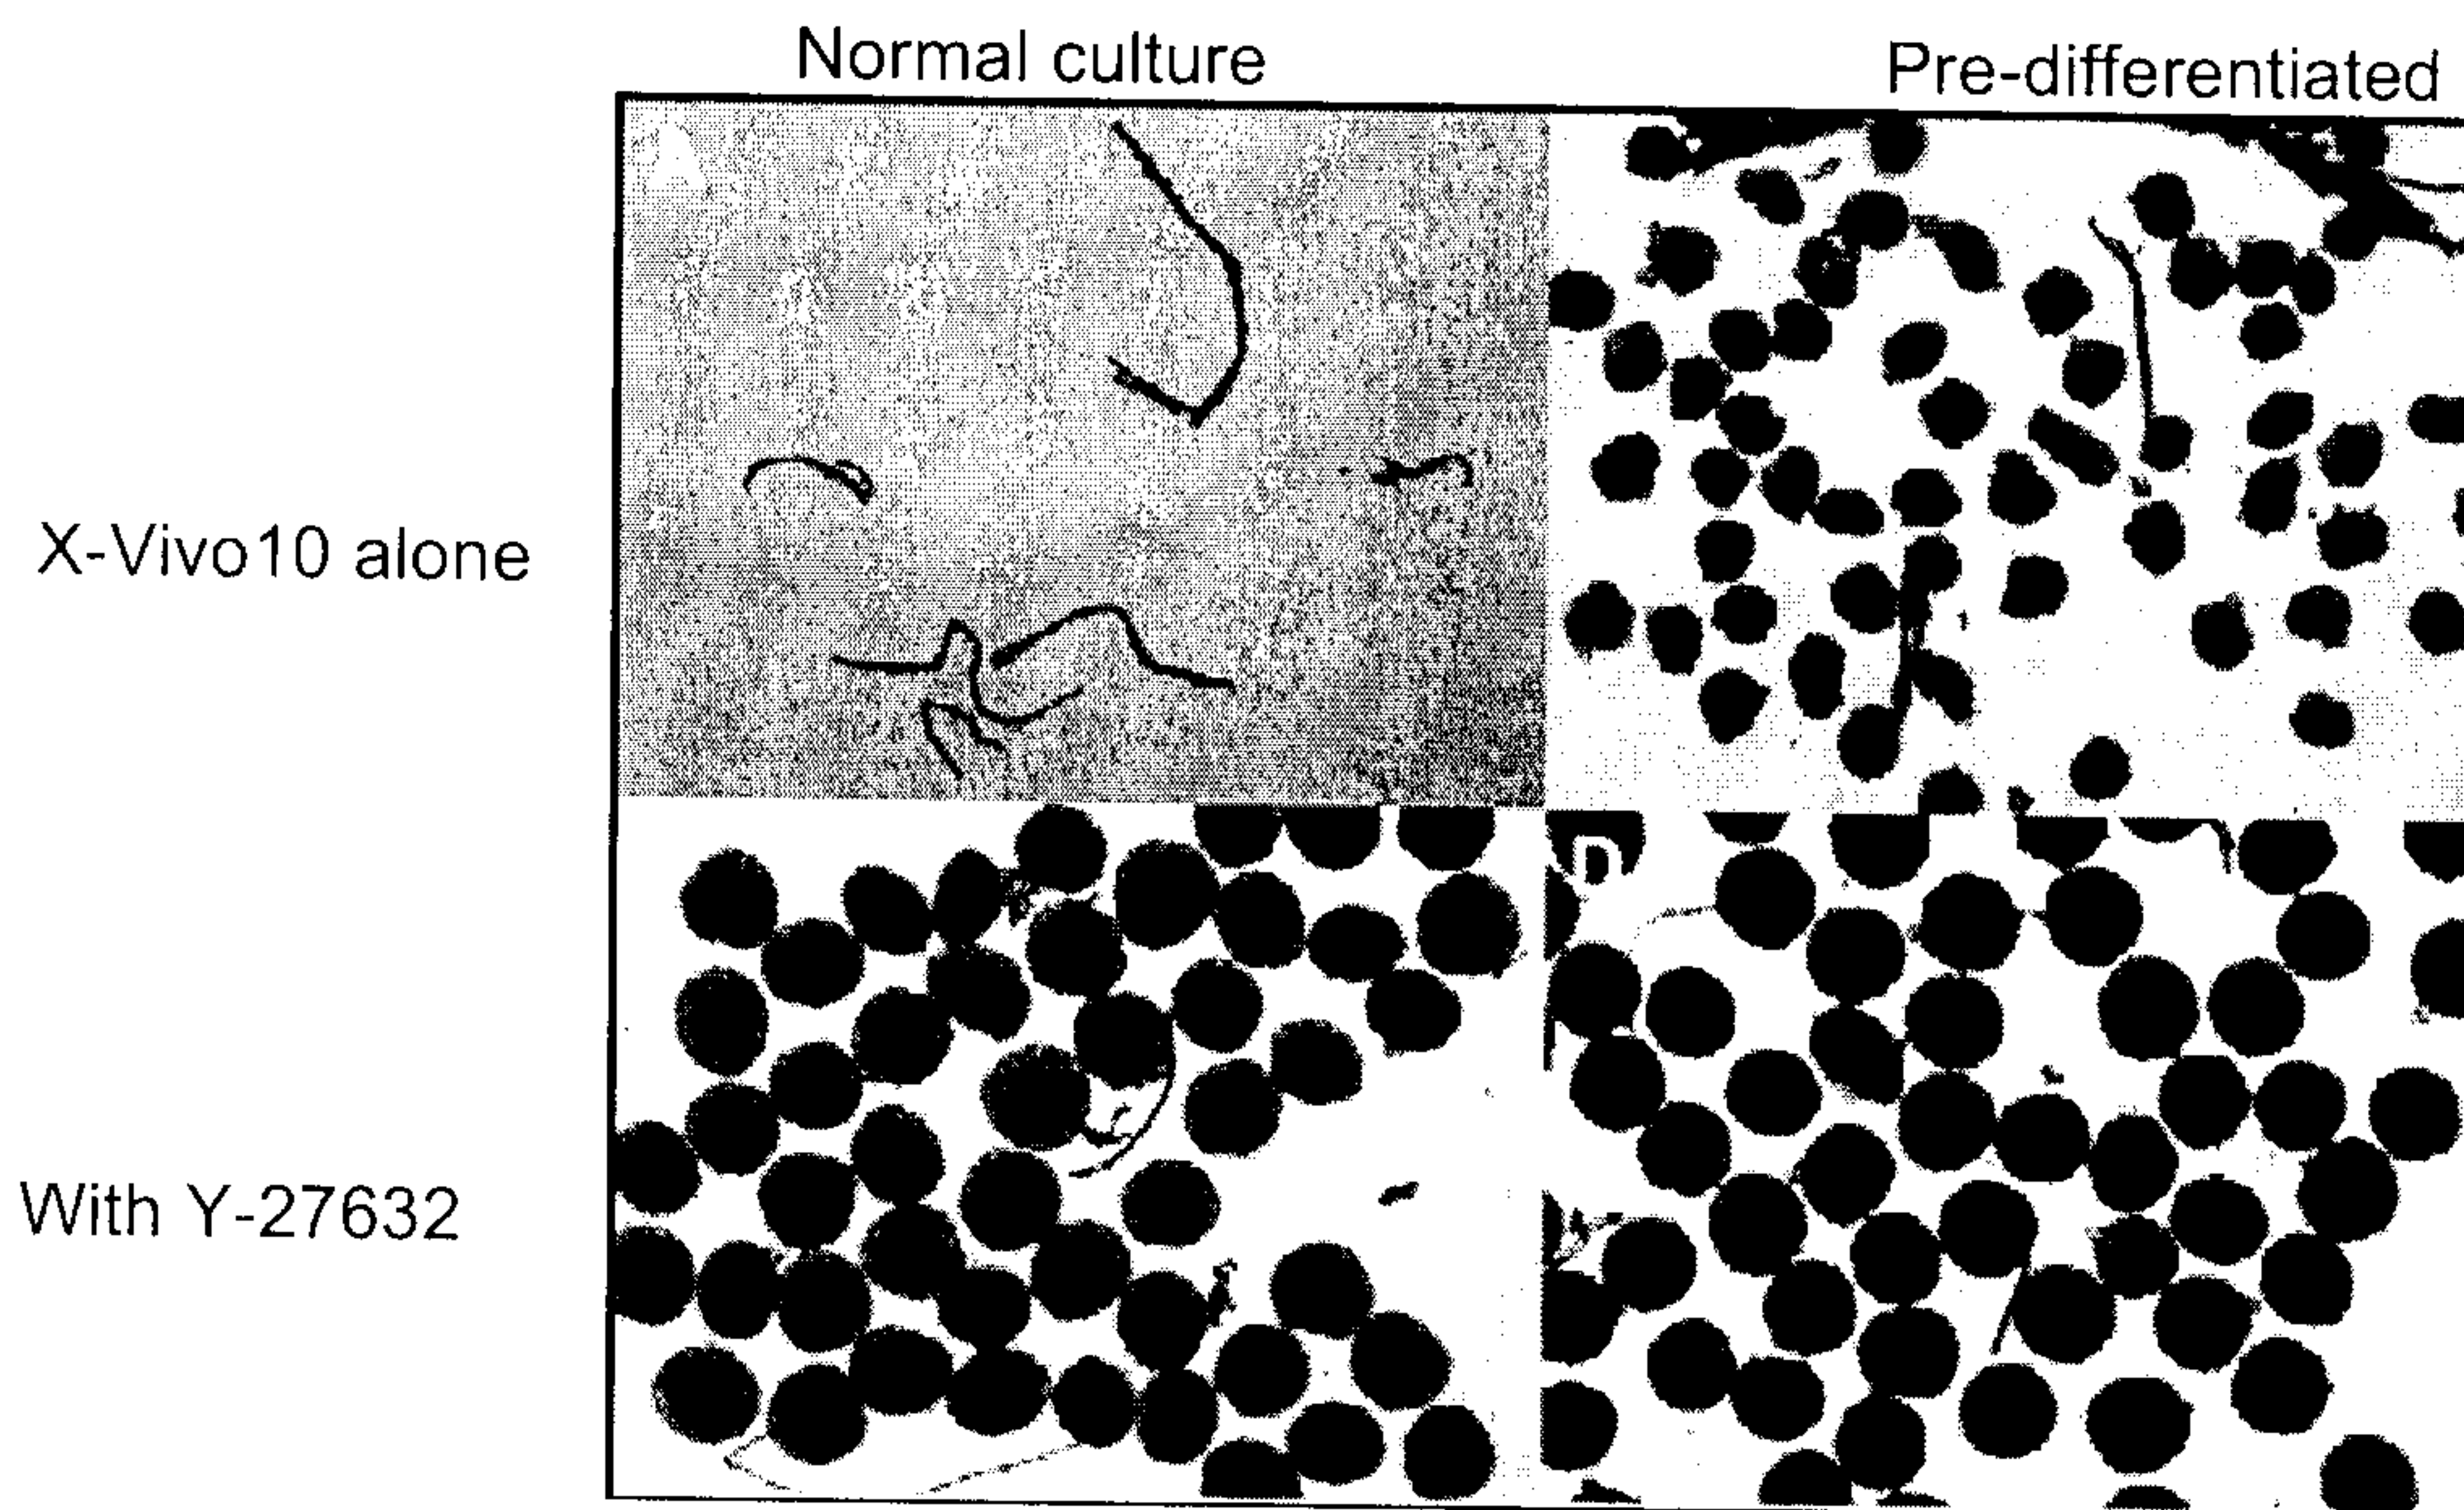 Normal culture
Pre-differentiated
X-Vivo10 alone
With Y-27632
A
D